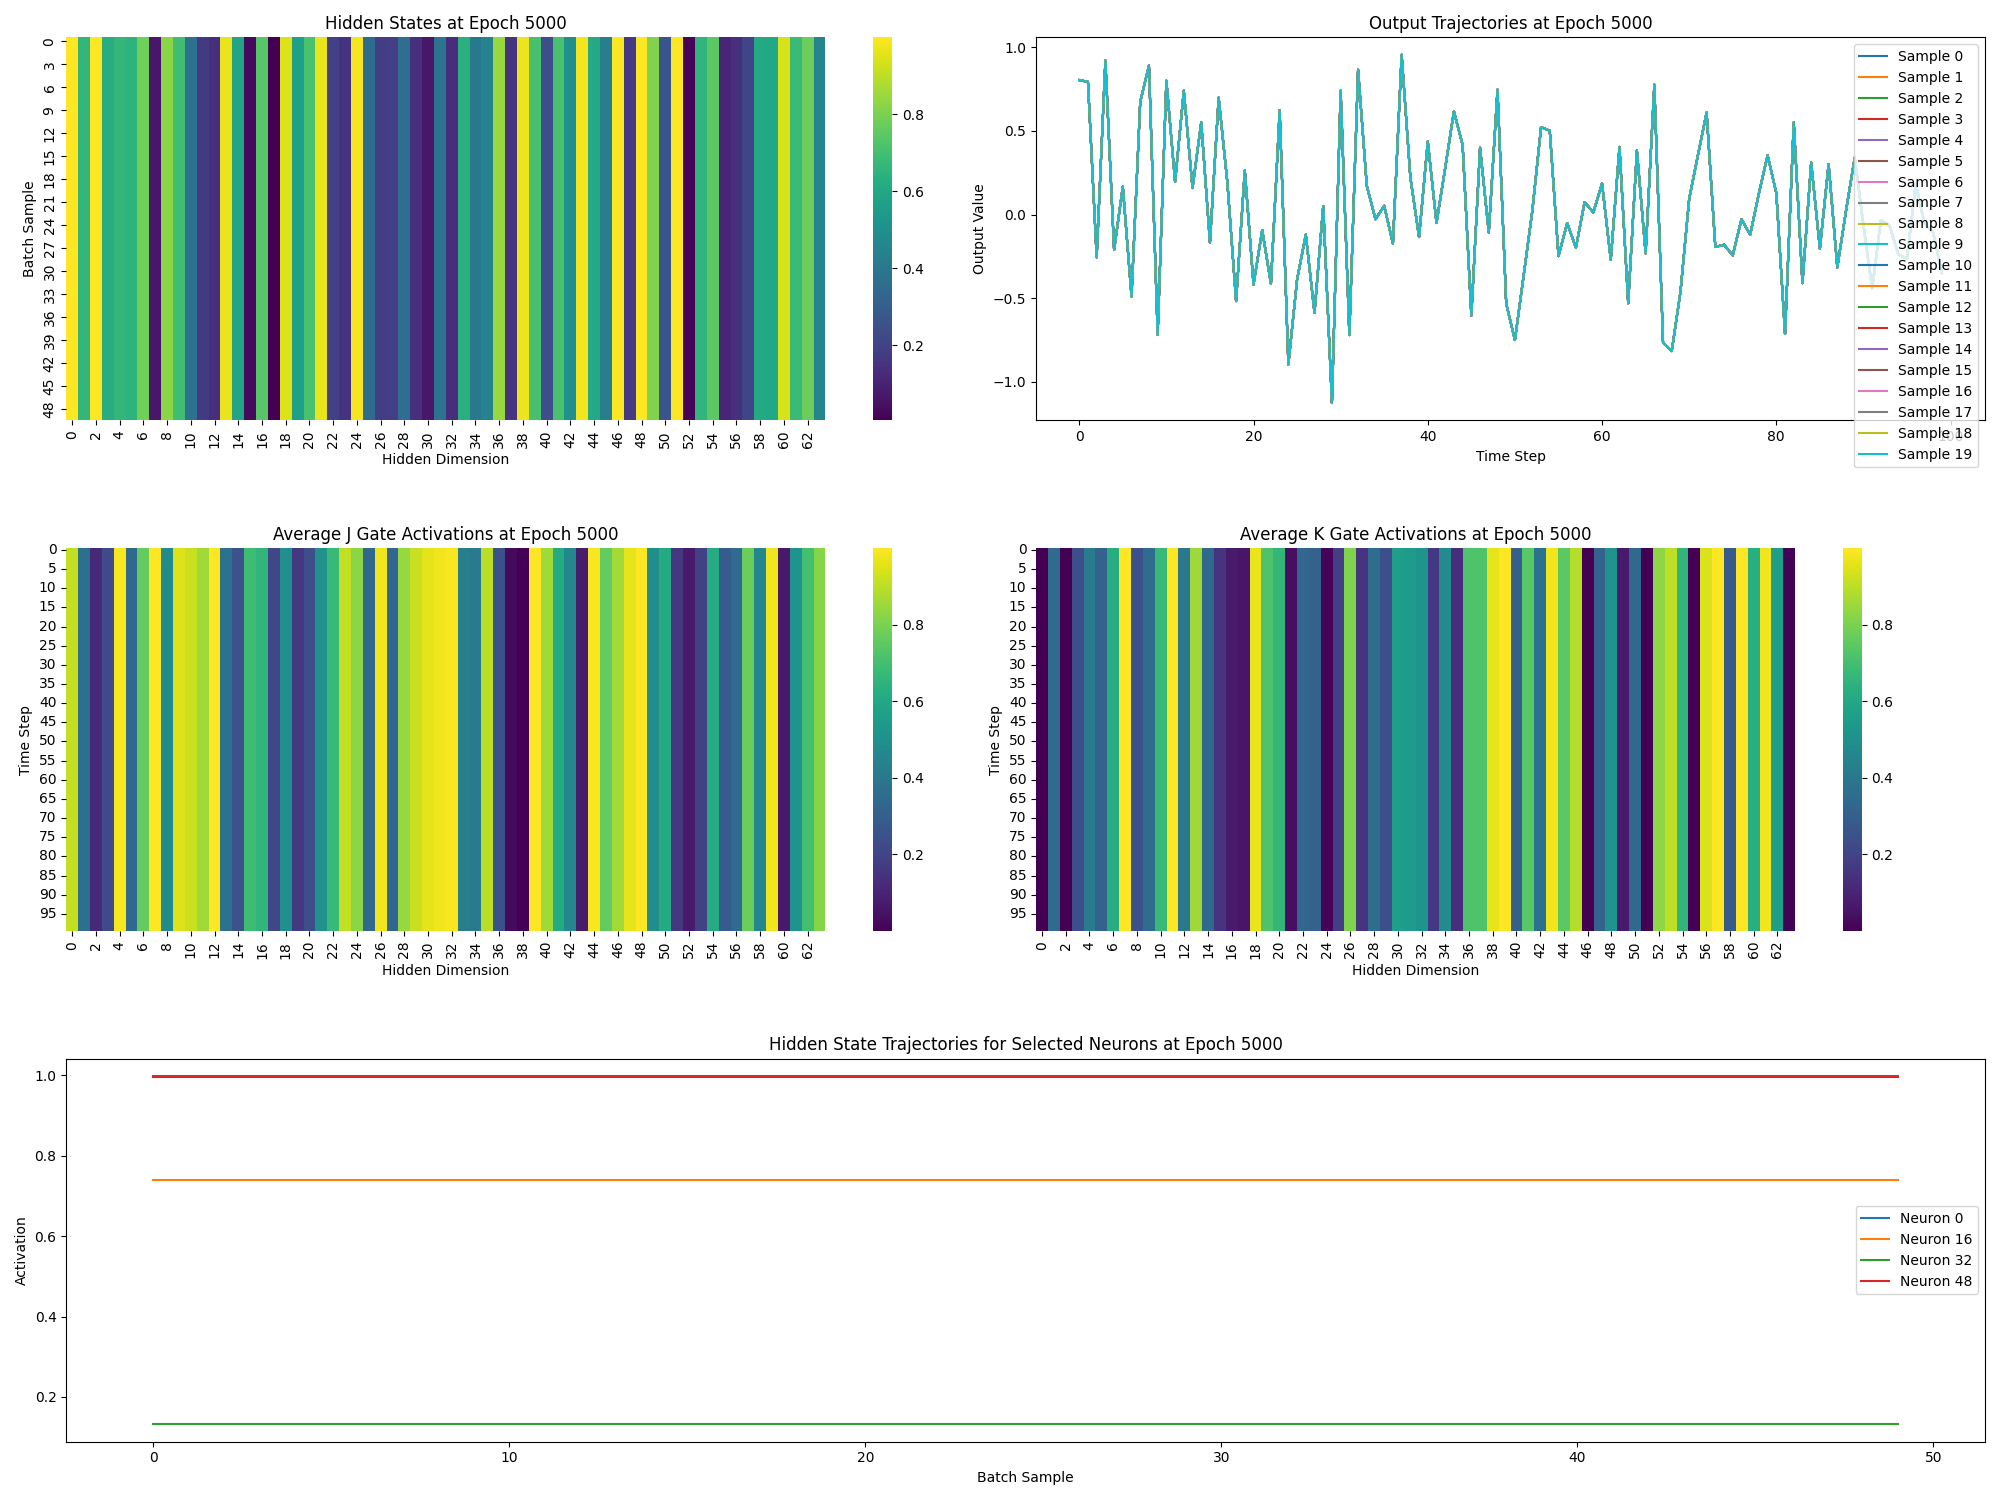 Hidden States at Epoch 5000
Batch Sample
0
3
6
9
12
15
18
21
24
27
30
33
36
39
42
45
48
0 2 4 6 8 10 12 14 16 18 20 22 24 26 28 30 32 34 36 38 40 42 44 46 48 50 52 54 56 58 60 62
Hidden Dimension
0.8
0.6
0.4
0.2
Output Trajectories at Epoch 5000
Output Value
1.0
0.5
0.0
−0.5
−1.0
0 20 40 60 80 100
Time Step
Sample 0
Sample 1
Sample 2
Sample 3
Sample 4
Sample 5
Sample 6
Sample 7
Sample 8
Sample 9
Sample 10
Sample 11
Sample 12
Sample 13
Sample 14
Sample 15
Sample 16
Sample 17
Sample 18
Sample 19
Average J Gate Activations at Epoch 5000
Time Step
0
5
10
15
20
25
30
35
40
45
50
55
60
65
70
75
80
85
90
95
0 2 4 6 8 10 12 14 16 18 20 22 24 26 28 30 32 34 36 38 40 42 44 46 48 50 52 54 56 58 60 62
Hidden Dimension
0.8
0.6
0.4
0.2
Average K Gate Activations at Epoch 5000
Time Step
0
5
10
15
20
25
30
35
40
45
50
55
60
65
70
75
80
85
90
95
0 2 4 6 8 10 12 14 16 18 20 22 24 26 28 30 32 34 36 38 40 42 44 46 48 50 52 54 56 58 60 62
Hidden Dimension
0.8
0.6
0.4
0.2
Hidden State Trajectories for Selected Neurons at Epoch 5000
Activation
1.0
0.8
0.6
0.4
0.2
0 10 20 30 40 50
Batch Sample
Neuron 0
Neuron 16
Neuron 32
Neuron 48